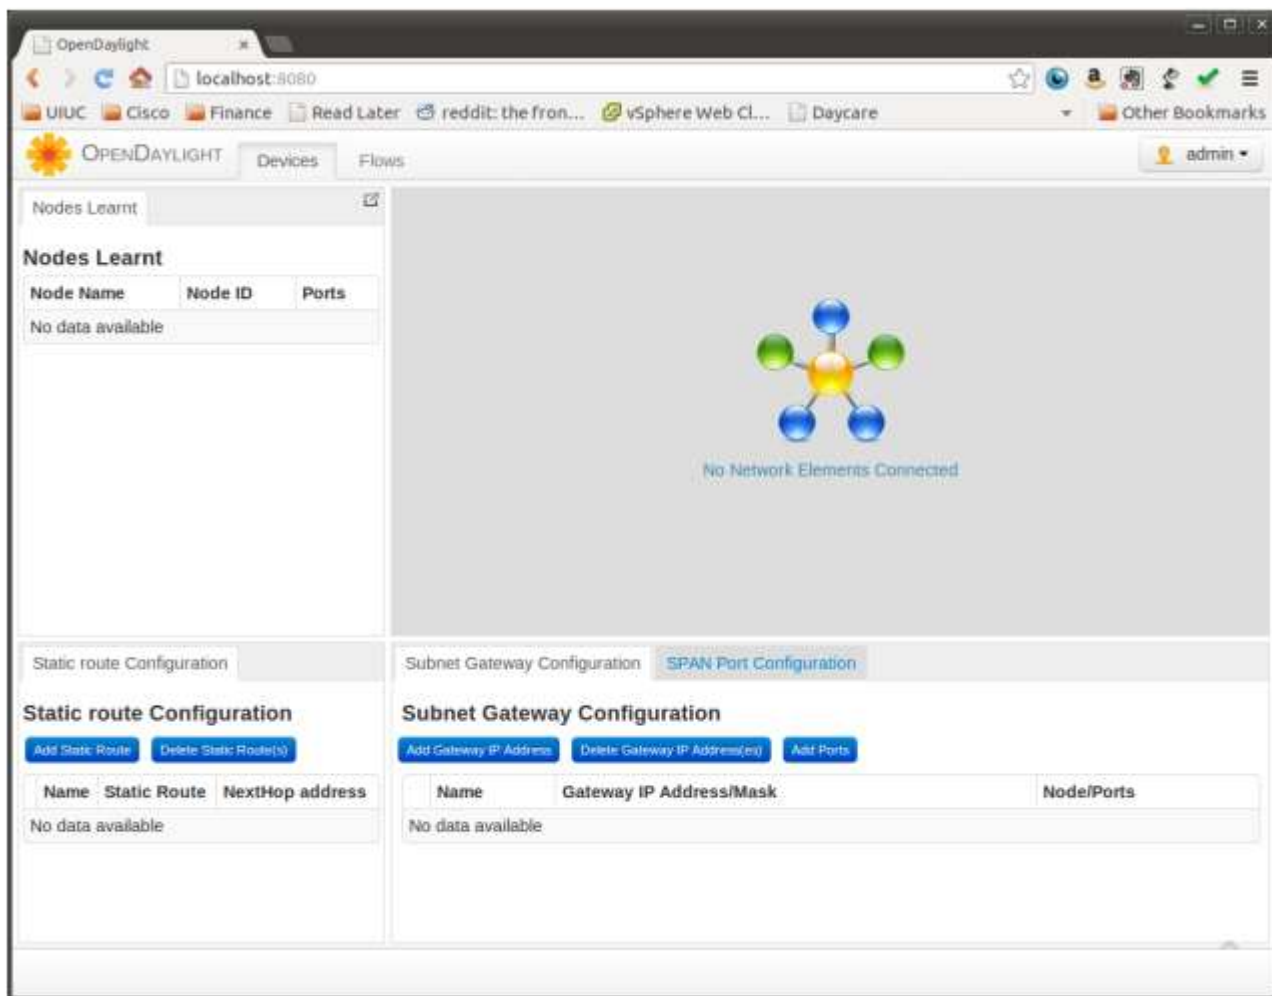 OpenDaylight
localhost:8080
UIUC Cisco Finance Read Later reddit: the fron... vSphere Web Cl... Daycare Other Bookmarks
OPENDAYLIGHT Devices Flows admin
Nodes Learnt
Nodes Learnt
Node Name Node ID Ports
No data available
No Network Elements Connected
Static route Configuration
Static route Configuration
Add Static Route Delete Static Route(s)
Name Static Route NextHop address
No data available
Subnet Gateway Configuration SPAN Port Configuration
Subnet Gateway Configuration
Add Gateway IP Address Delete Gateway IP Address(es) Add Ports
Name Gateway IP Address/Mask Node/Ports
No data available